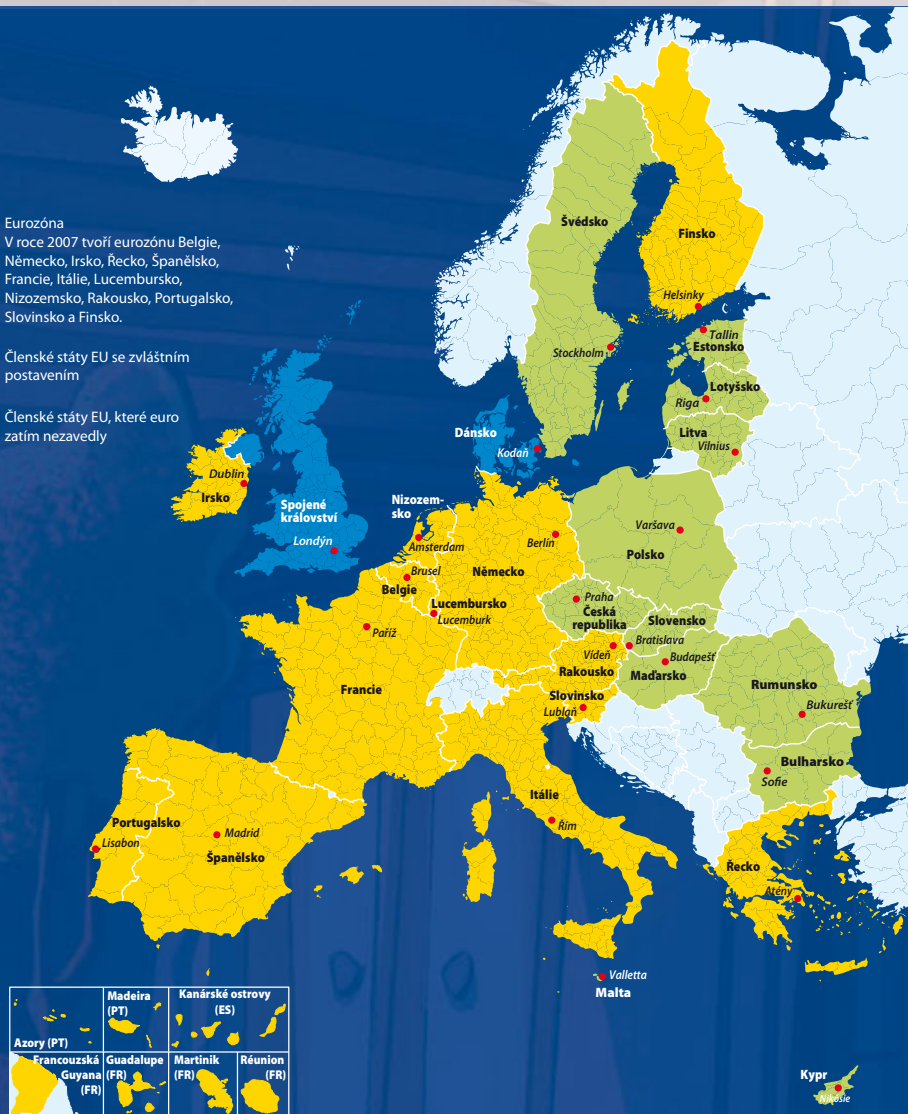 Eurozóna
V roce 2007 tvoří eurozónu Belgie,
Německo, Irsko, Řecko, Španělsko,
Francie, Itálie, Lucembursko,
Nizozemsko, Rakousko, Portugalsko,
Slovinsko a Finsko.
Členské státy EU se zvláštním
postavením
Členské státy EU, které euro
zatím nezavedly
Švédsko
Finsko
Helsinky
Stockholm
Tallin
Estonsko
Lotyšsko
Riga
Litva
Vilnius
Dánsko
Kodaň
Dublin
Irsko
Spojené
království
Londýn
Nizozem-
sko
Amsterdam
Berlín
Varšava
Polsko
Brusel
Belgie
Německo
Lucembursko
Lucemburk
Praha
Česká
republika
Slovensko
Bratislava
Paříž
Vídeň
Budapešť
Rakousko
Maďarsko
Francie
Slovinsko
Lublaň
Rumunsko
Bukurešť
Bulharsko
Sofie
Itálie
Řím
Portugalsko
Lisabon
Madrid
Španělsko
Řecko
Atény
Valletta
Malta
Azory (PT)
Madeira
(PT)
Kanárské ostrovy
(ES)
Francouzská
Guyana
(FR)
Guadalupe
(FR)
Martinik
(FR)
Réunion
(FR)
Kypr
Nikósie